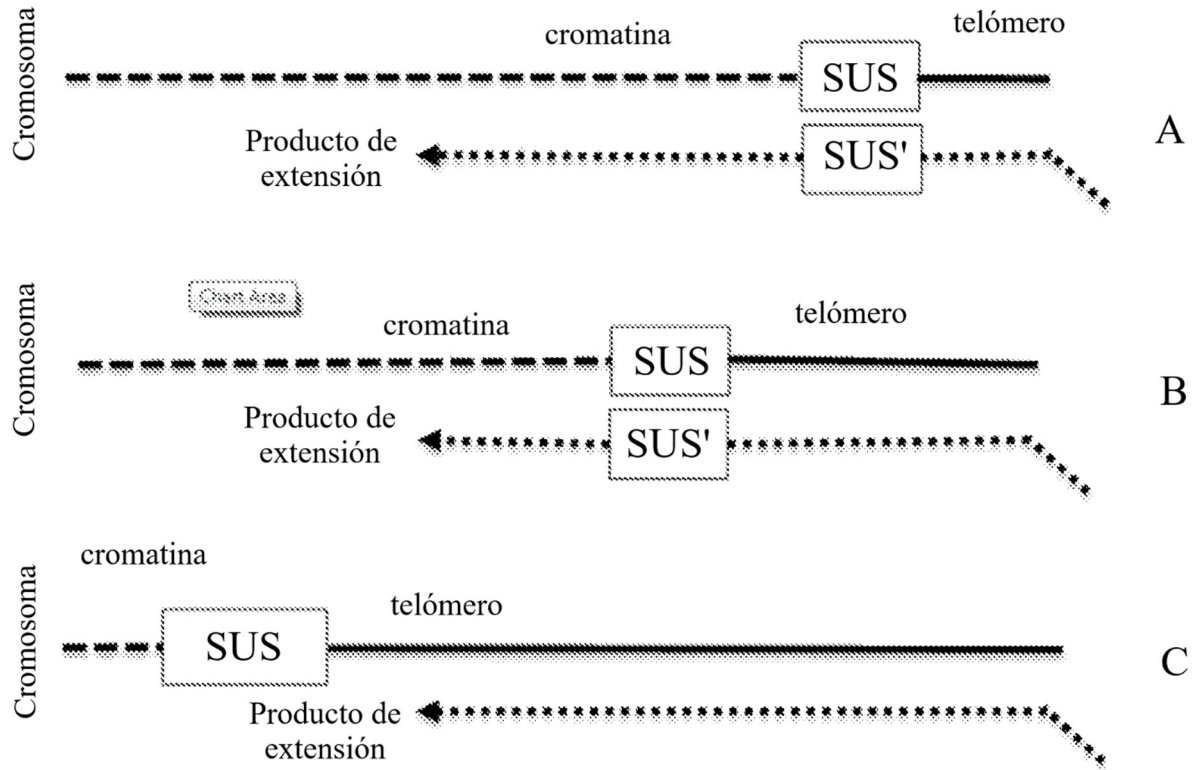 Cromosoma
cromatina
SUS
telómero
Producto de
extensión
SUS'
A
Cromosoma
Chart Area
cromatina
SUS
telómero
Producto de
extensión
SUS'
B
Cromosoma
cromatina
SUS
telómero
Producto de
extensión
C